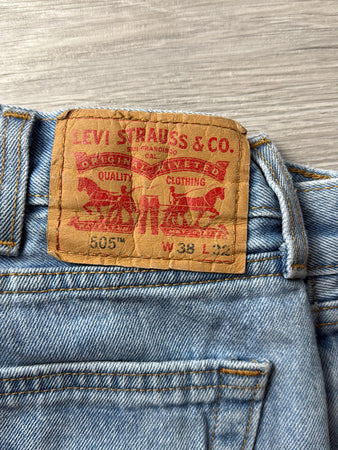 LEVI STRAUSS & CO.
SAN FRANCISCO
CAL
ORIGINAL RIVETED
QUALITY CLOTHING
505™ W 38 L 32